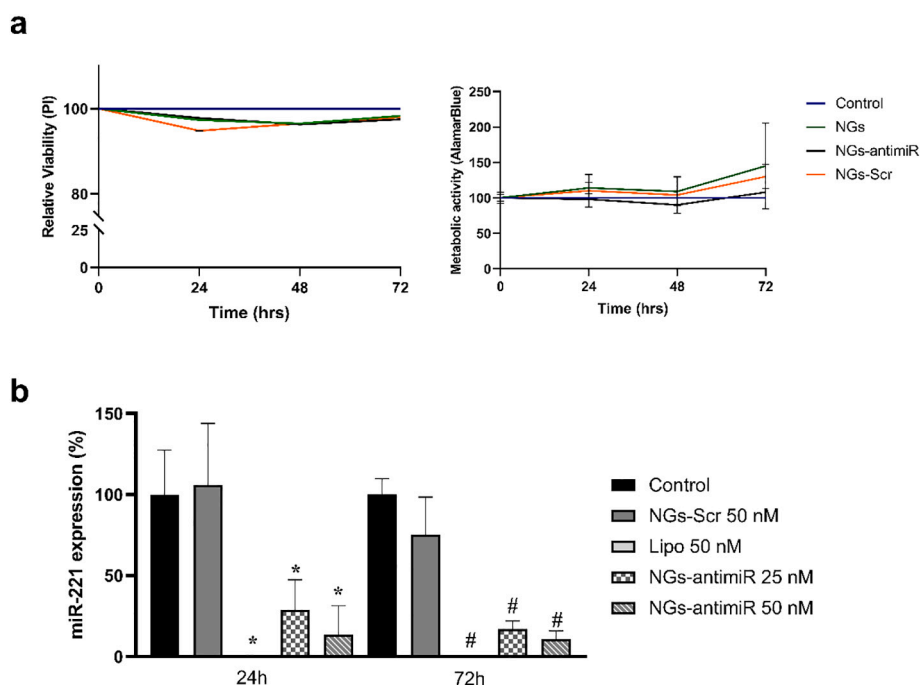 a
Relative Viability (PI)
100
80
25
0
0 24 48 72
Time (hrs)
Metabolic activity (AlamarBlue)
250
200
150
100
50
0
0 24 48 72
Time (hrs)
Control
NGs
NGs-antimiR
NGs-Scr
b
miR-221 expression (%)
150
100
50
0
* * *
# # #
24h 72h
Control
NGs-Scr 50 nM
Lipo 50 nM
NGs-antimiR 25 nM
NGs-antimiR 50 nM